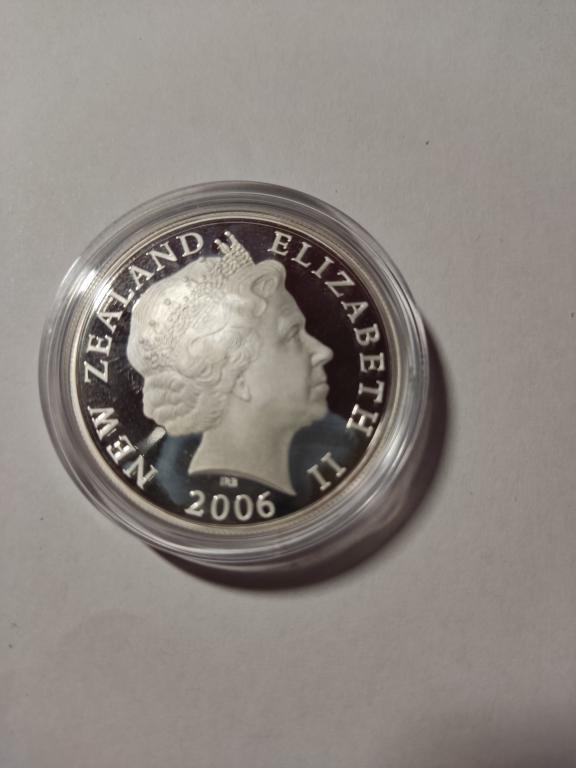 NEW ZEALAND ELIZABETH II
IRB
2006